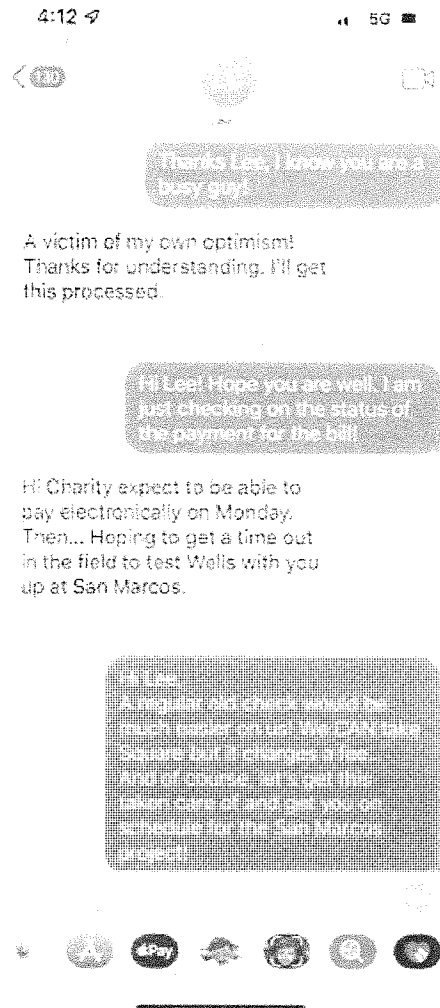 4:12
5G
Thanks Lee, I know you are a
busy guy!
A victim of my own optimism!
Thanks for understanding. I'll get
this processed.
Hi Lee! Hope you are well. I am
just checking on the status of
the payment for the bill!
Hi Charity expect to be able to
pay electronically on Monday.
Then... Hoping to get a time out
in the field to test Wells with you
up at San Marcos.
Hi Lee,
A regular old check would be
much easier on us! We CAN take
Square but it charges a fee.
And of course let's get this
taken care of and get you on
schedule for the San Marcos
project!
Pay